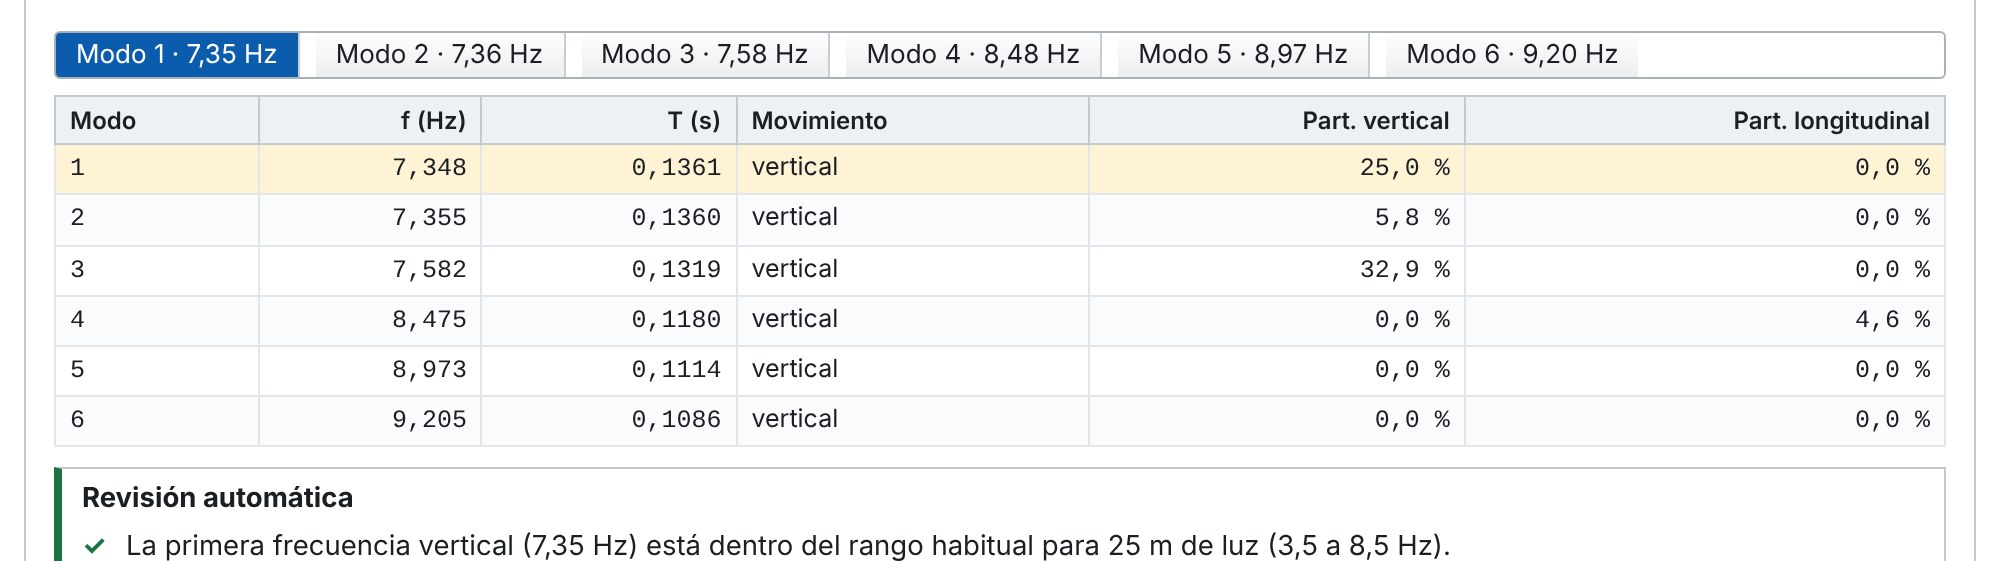 Modo 1 · 7,35 Hz Modo 2 · 7,36 Hz Modo 3 · 7,58 Hz Modo 4 · 8,48 Hz Modo 5 · 8,97 Hz Modo 6 · 9,20 Hz
Modo f (Hz) T (s) Movimiento Part. vertical Part. longitudinal
1 7,348 0,1361 vertical 25,0 % 0,0 %
2 7,355 0,1360 vertical 5,8 % 0,0 %
3 7,582 0,1319 vertical 32,9 % 0,0 %
4 8,475 0,1180 vertical 0,0 % 4,6 %
5 8,973 0,1114 vertical 0,0 % 0,0 %
6 9,205 0,1086 vertical 0,0 % 0,0 %
Revisión automática
✓ La primera frecuencia vertical (7,35 Hz) está dentro del rango habitual para 25 m de luz (3,5 a 8,5 Hz).